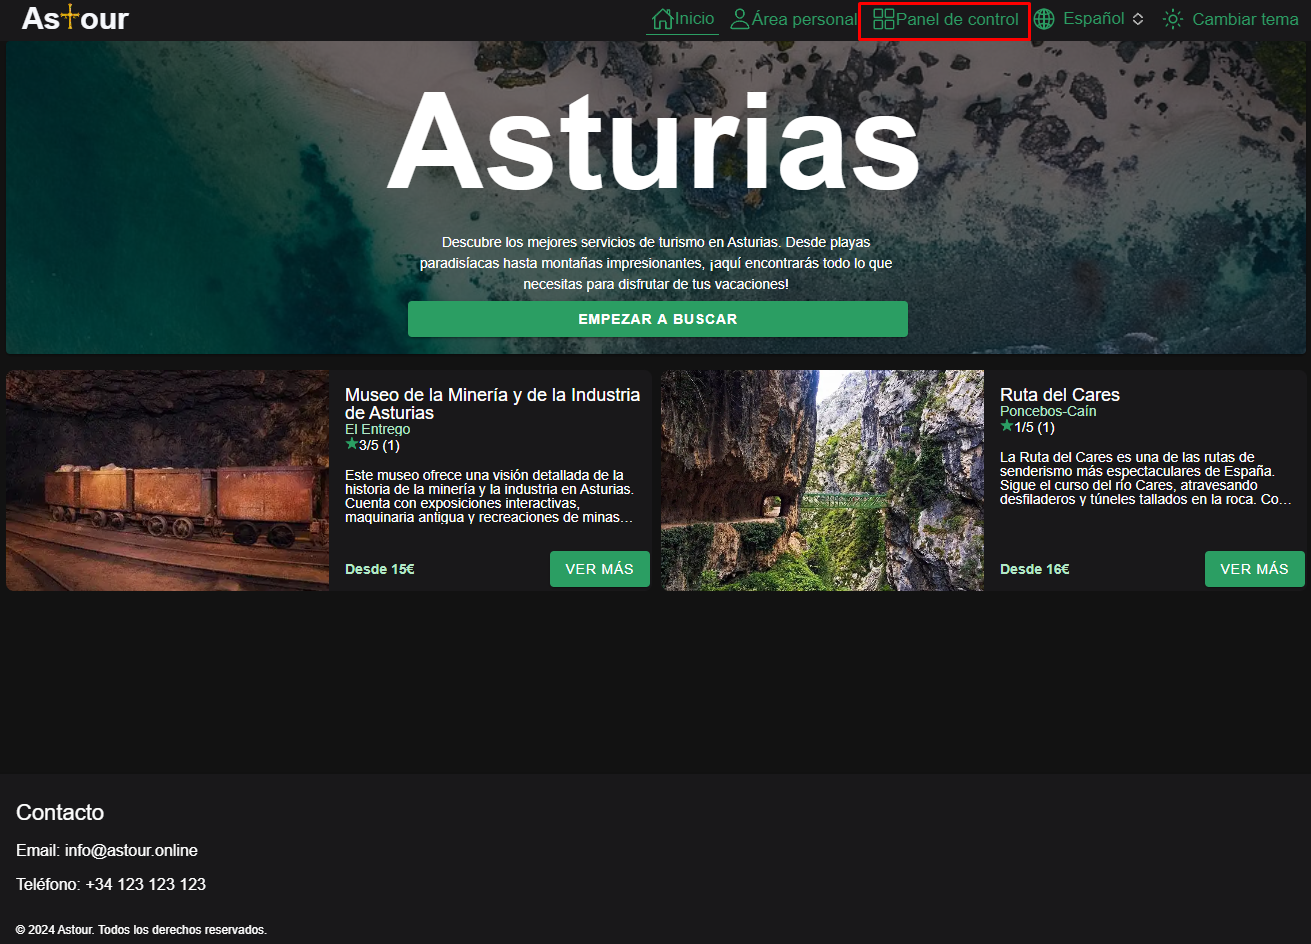 Astour
Inicio Área personal Panel de control Español Cambiar tema
Asturias
Descubre los mejores servicios de turismo en Asturias. Desde playas
paradisíacas hasta montañas impresionantes, ¡aquí encontrarás todo lo que
necesitas para disfrutar de tus vacaciones!
EMPEZAR A BUSCAR
Museo de la Minería y de la Industria
de Asturias
El Entrego
3/5 (1)
Este museo ofrece una visión detallada de la
historia de la minería y la industria en Asturias.
Cuenta con exposiciones interactivas,
maquinaria antigua y recreaciones de minas…
Desde 15€
VER MÁS
Ruta del Cares
Poncebos-Caín
1/5 (1)
La Ruta del Cares es una de las rutas de
senderismo más espectaculares de España.
Sigue el curso del río Cares, atravesando
desfiladeros y túneles tallados en la roca. Co…
Desde 16€
VER MÁS
Contacto
Email: info@astour.online
Teléfono: +34 123 123 123
© 2024 Astour. Todos los derechos reservados.